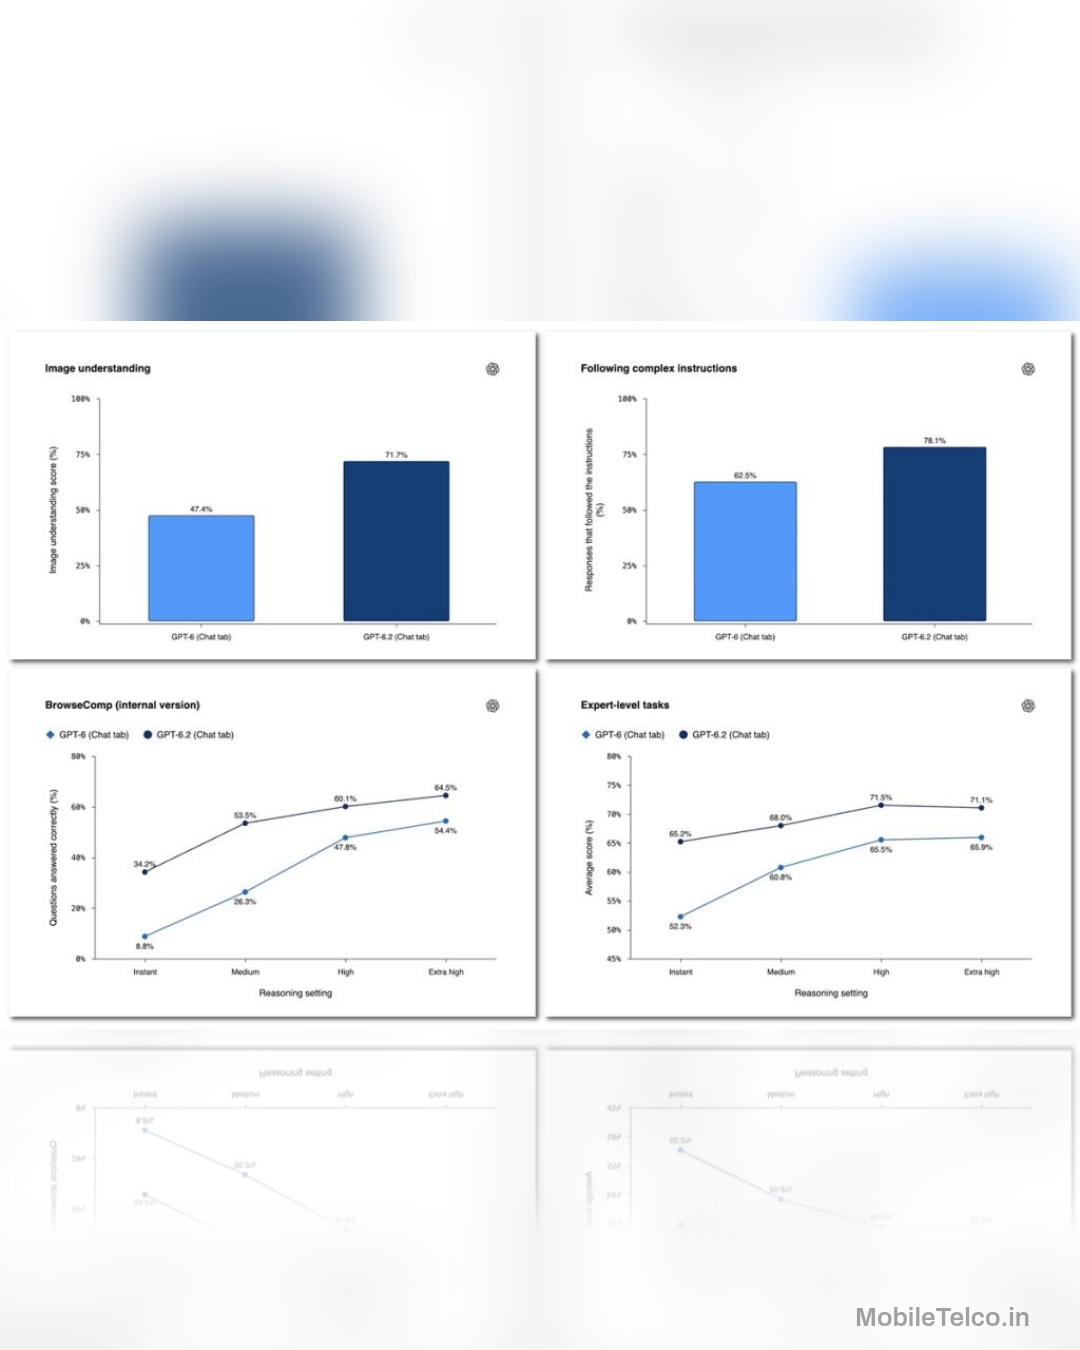 Image understanding
Image understanding score (%)
100%
75%
50%
25%
0%
47.4%
71.7%
GPT-6 (Chat tab)
GPT-6.2 (Chat tab)
Following complex instructions
Responses that followed the instructions
(%)
100%
75%
50%
25%
0%
62.5%
78.1%
GPT-6 (Chat tab)
GPT-6.2 (Chat tab)
BrowseComp (internal version)
GPT-6 (Chat tab)
GPT-6.2 (Chat tab)
Questions answered correctly (%)
80%
60%
40%
20%
0%
34.2%
53.5%
60.1%
64.5%
8.8%
26.3%
47.8%
54.4%
Instant
Medium
High
Extra high
Reasoning setting
Expert-level tasks
GPT-6 (Chat tab)
GPT-6.2 (Chat tab)
Average score (%)
80%
75%
70%
65%
60%
55%
50%
45%
65.2%
68.0%
71.5%
71.1%
52.3%
60.8%
65.5%
65.9%
Instant
Medium
High
Extra high
Reasoning setting
MobileTelco.in